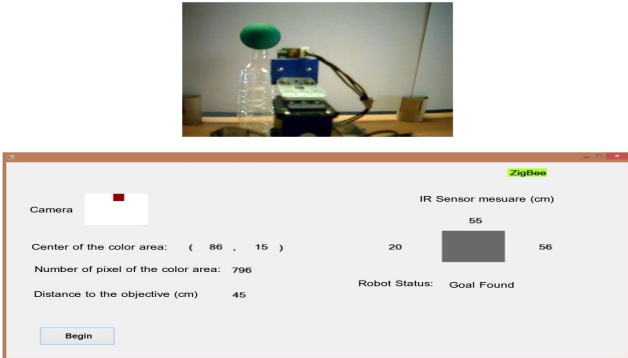 ZigBee
Camera
IR Sensor mesuare (cm)
55
Center of the color area: ( 86 , 15 )
20
56
Number of pixel of the color area: 796
Robot Status: Goal Found
Distance to the objective (cm) 45
Begin